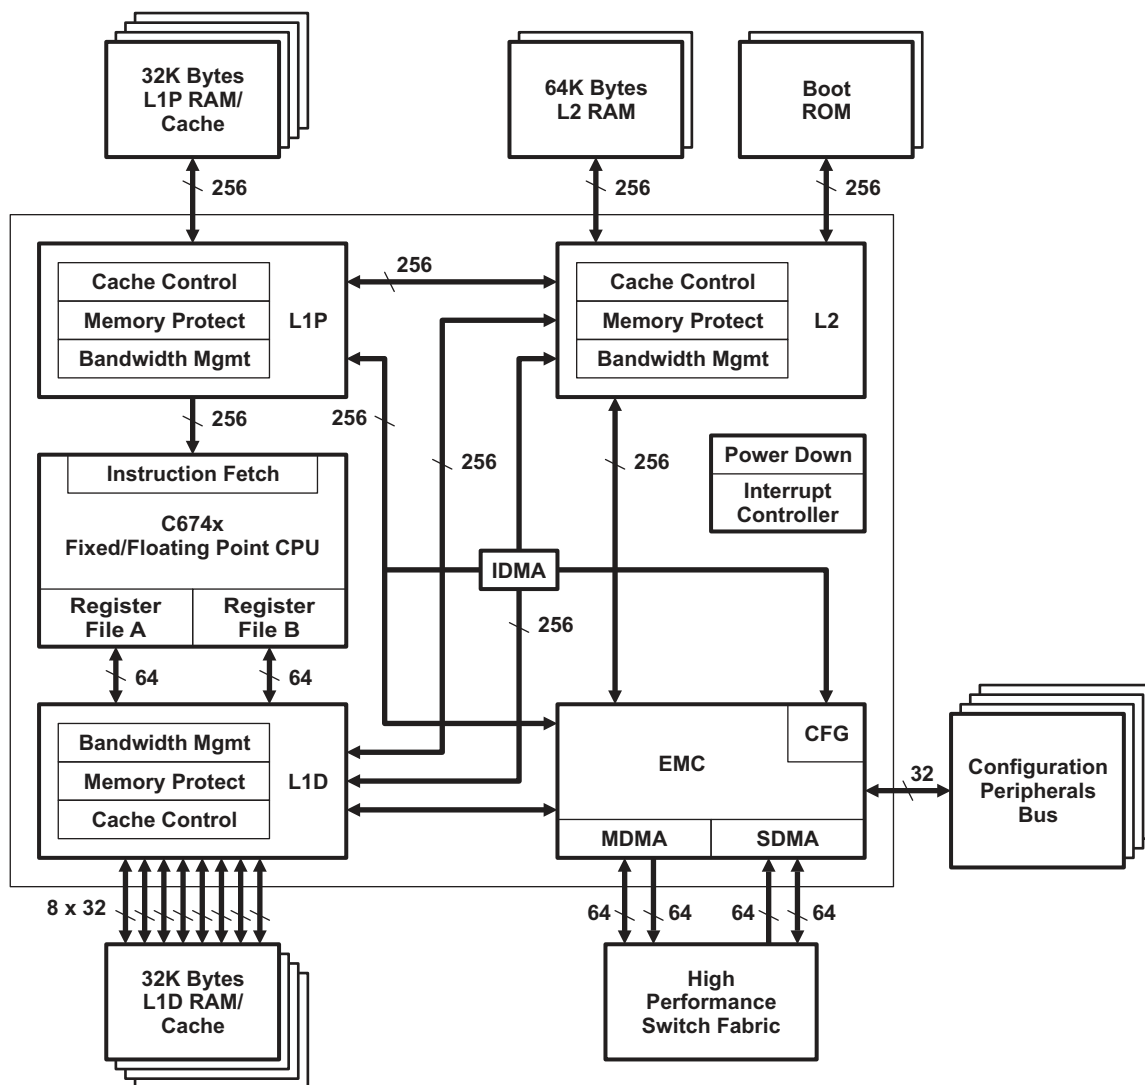 32K Bytes
L1P RAM/
Cache
64K Bytes
L2 RAM
Boot
ROM
256
256
256
Cache Control
Memory Protect
Bandwidth Mgmt
L1P
256
Cache Control
Memory Protect
Bandwidth Mgmt
L2
256
256
256
256
Power Down
Interrupt
Controller
Instruction Fetch
C674x
Fixed/Floating Point CPU
Register
File A
Register
File B
IDMA
256
64
64
Bandwidth Mgmt
Memory Protect
Cache Control
L1D
EMC
CFG
MDMA
SDMA
32
Configuration
Peripherals
Bus
8 x 32
64
64
64
64
32K Bytes
L1D RAM/
Cache
High
Performance
Switch Fabric